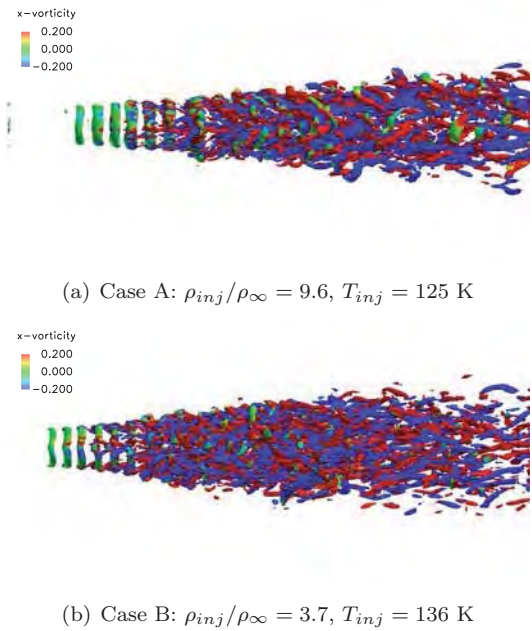 x-vorticity
0.200
0.000
−0.200
(a) Case A: ρinj/ρ∞ = 9.6, Tinj = 125 K
x-vorticity
0.200
0.000
−0.200
(b) Case B: ρinj/ρ∞ = 3.7, Tinj = 136 K